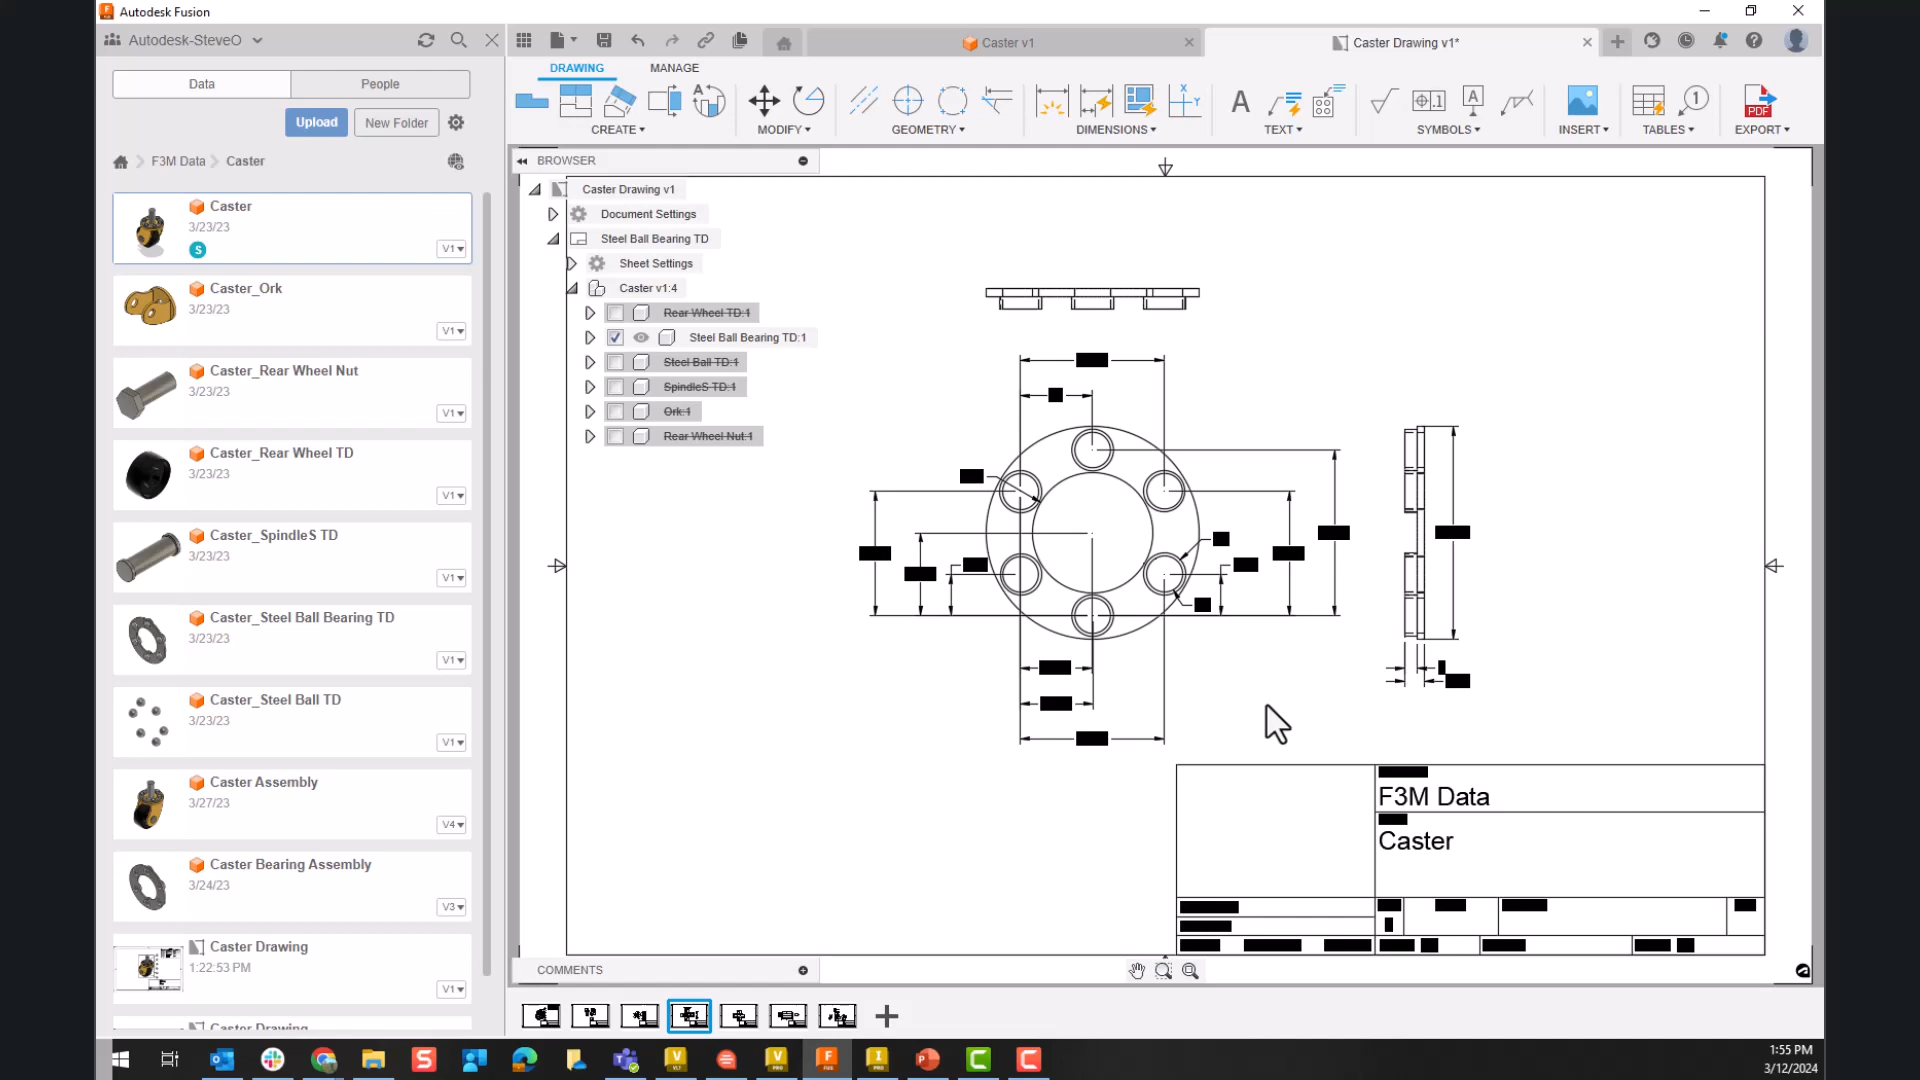 Autodesk Fusion
Autodesk-SteveO
Caster v1
Caster Drawing v1*
Data
People
Upload
New Folder
F3M Data
Caster
DRAWING
MANAGE
CREATE
MODIFY
GEOMETRY
DIMENSIONS
TEXT
SYMBOLS
INSERT
TABLES
EXPORT
A
A
A
X
Y
1
1
PDF
Caster
3/23/23
S
V1
Caster_Ork
3/23/23
V1
Caster_Rear Wheel Nut
3/23/23
V1
Caster_Rear Wheel TD
3/23/23
V1
Caster_SpindleS TD
3/23/23
V1
Caster_Steel Ball Bearing TD
3/23/23
V1
Caster_Steel Ball TD
3/23/23
V1
Caster Assembly
3/27/23
V4
Caster Bearing Assembly
3/24/23
V3
Caster Drawing
1:22:53 PM
V1
Caster Drawing
BROWSER
Caster Drawing v1
Document Settings
Steel Ball Bearing TD
Sheet Settings
Caster v1:4
Rear Wheel TD:1
Steel Ball Bearing TD:1
Steel Ball TD:1
SpindleS TD:1
Ork:1
Rear Wheel Nut:1
F3M Data
Caster
COMMENTS
1:55 PM
3/12/2024